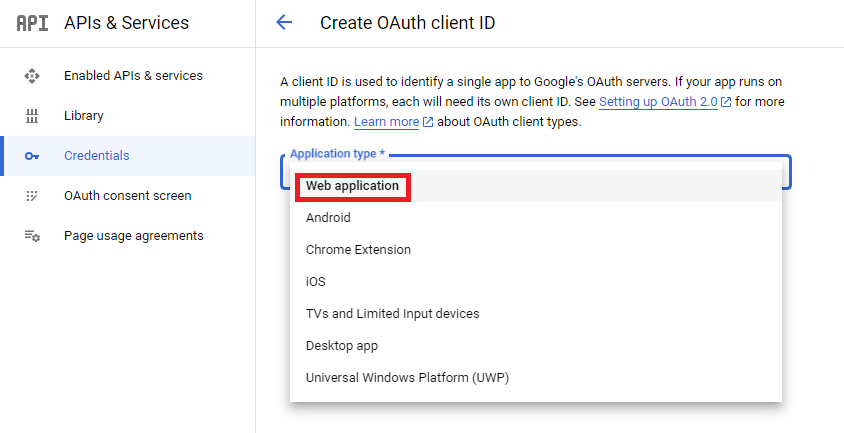 API APIs & Services
Create OAuth client ID
Enabled APIs & services
Library
Credentials
OAuth consent screen
Page usage agreements
A client ID is used to identify a single app to Google's OAuth servers. If your app runs on
multiple platforms, each will need its own client ID. See Setting up OAuth 2.0 for more
information. Learn more about OAuth client types.
Application type *
Web application
Android
Chrome Extension
iOS
TVs and Limited Input devices
Desktop app
Universal Windows Platform (UWP)